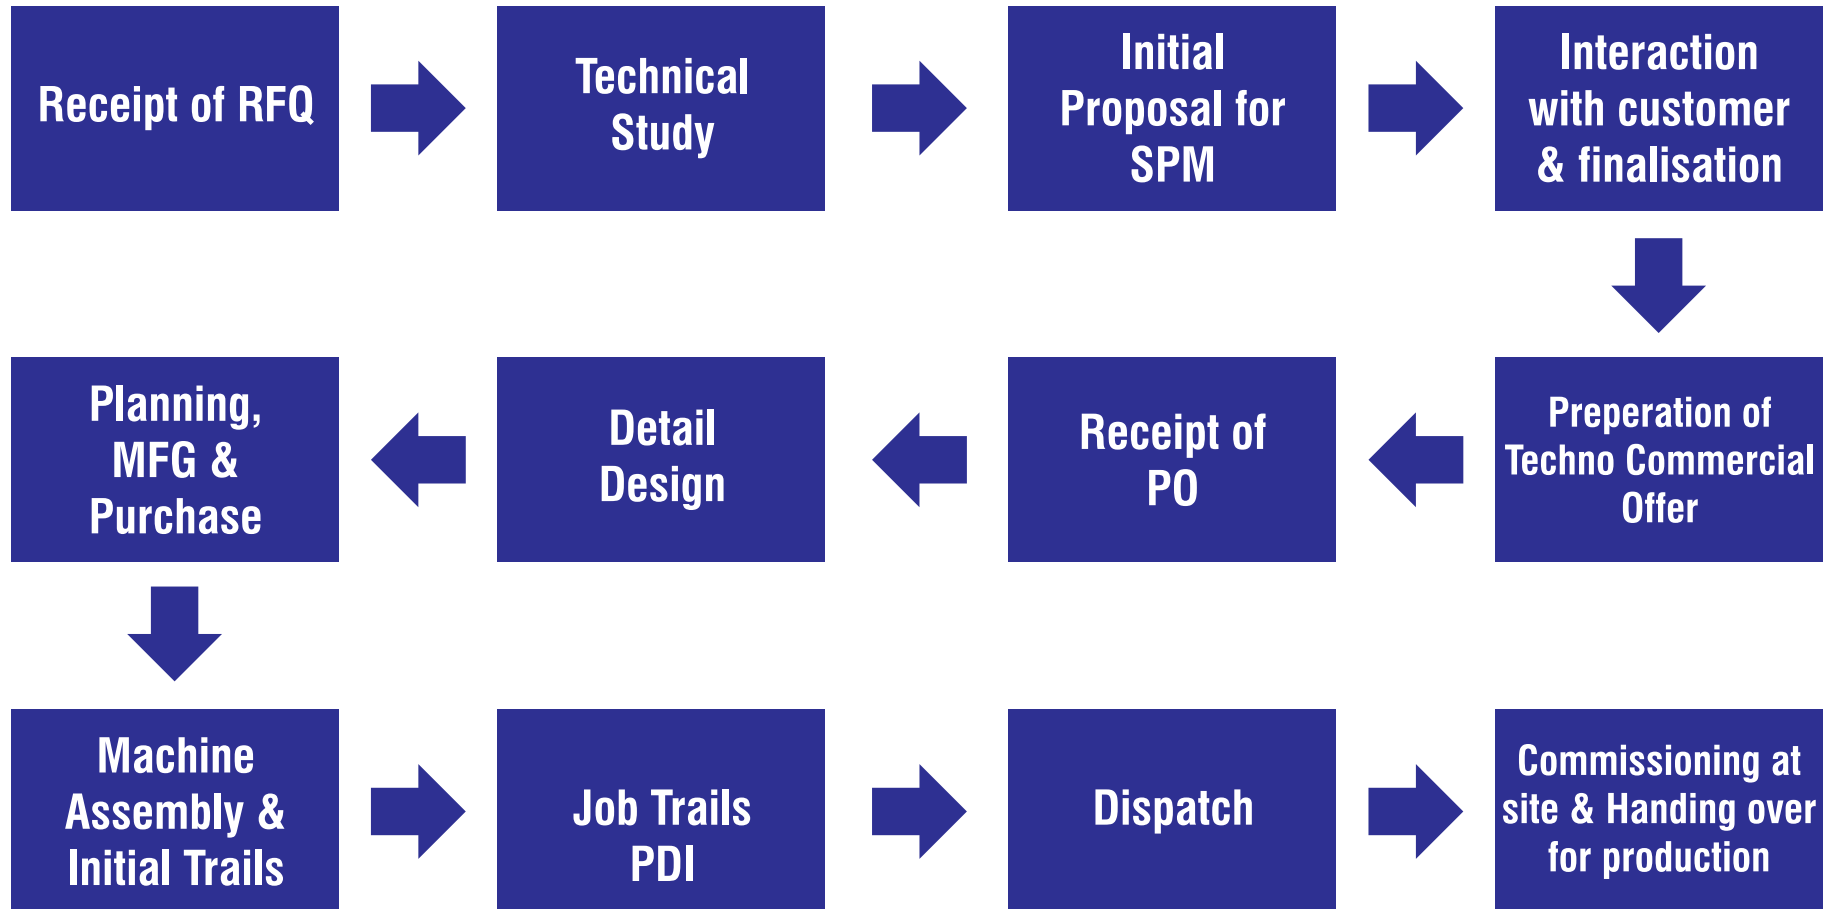 Receipt of RFQ
Technical
Study
Initial
Proposal for
SPM
Interaction
with customer
& finalisation
Preperation of
Techno Commercial
Offer
Receipt of
PO
Detail
Design
Planning,
MFG &
Purchase
Machine
Assembly &
Initial Trails
Job Trails
PDI
Dispatch
Commissioning at
site & Handing over
for production